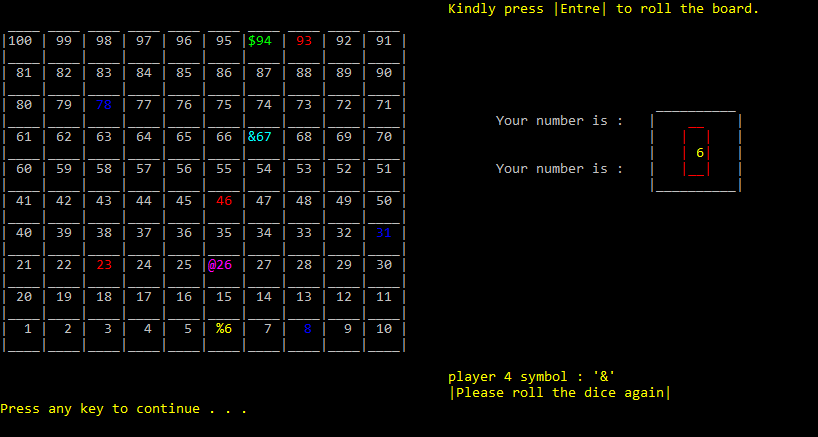 Kindly press |Entre| to roll the board.
|100 | 99 | 98 | 97 | 96 | 95 |$94 | 93 | 92 | 91 |
| 81 | 82 | 83 | 84 | 85 | 86 | 87 | 88 | 89 | 90 |
| 80 | 79 | 78 | 77 | 76 | 75 | 74 | 73 | 72 | 71 |
Your number is :
| 61 | 62 | 63 | 64 | 65 | 66 |&67 | 68 | 69 | 70 |
6
| 60 | 59 | 58 | 57 | 56 | 55 | 54 | 53 | 52 | 51 |
Your number is :
| 41 | 42 | 43 | 44 | 45 | 46 | 47 | 48 | 49 | 50 |
| 40 | 39 | 38 | 37 | 36 | 35 | 34 | 33 | 32 | 31 |
| 21 | 22 | 23 | 24 | 25 |@26 | 27 | 28 | 29 | 30 |
| 20 | 19 | 18 | 17 | 16 | 15 | 14 | 13 | 12 | 11 |
| 1 | 2 | 3 | 4 | 5 | %6 | 7 | 8 | 9 | 10 |
player 4 symbol : '&'
|Please roll the dice again|
Press any key to continue . . .